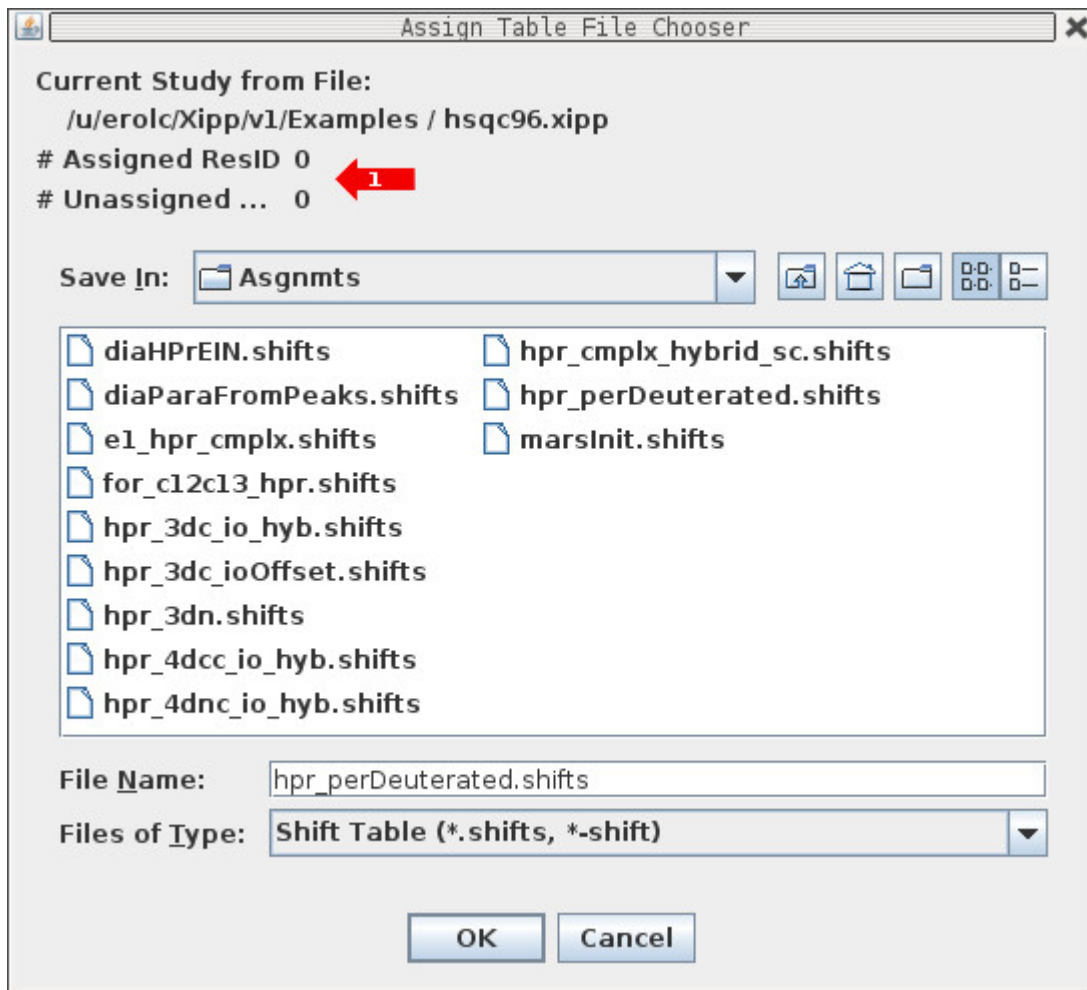 Assign Table File Chooser
Current Study from File:
/u/erolc/Xipp/v1/Examples / hsqc96.xipp
# Assigned ResID 0
# Unassigned ... 0
1
Save In: Asgnmts
diaHPrEIN.shifts
diaParaFromPeaks.shifts
e1_hpr_cmplx.shifts
for_c12c13_hpr.shifts
hpr_3dc_io_hyb.shifts
hpr_3dc_ioOffset.shifts
hpr_3dn.shifts
hpr_4dcc_io_hyb.shifts
hpr_4dnc_io_hyb.shifts
hpr_cmplx_hybrid_sc.shifts
hpr_perDeuterated.shifts
marsInit.shifts
File Name: hpr_perDeuterated.shifts
Files of Type: Shift Table (*.shifts, *-shift)
OK Cancel